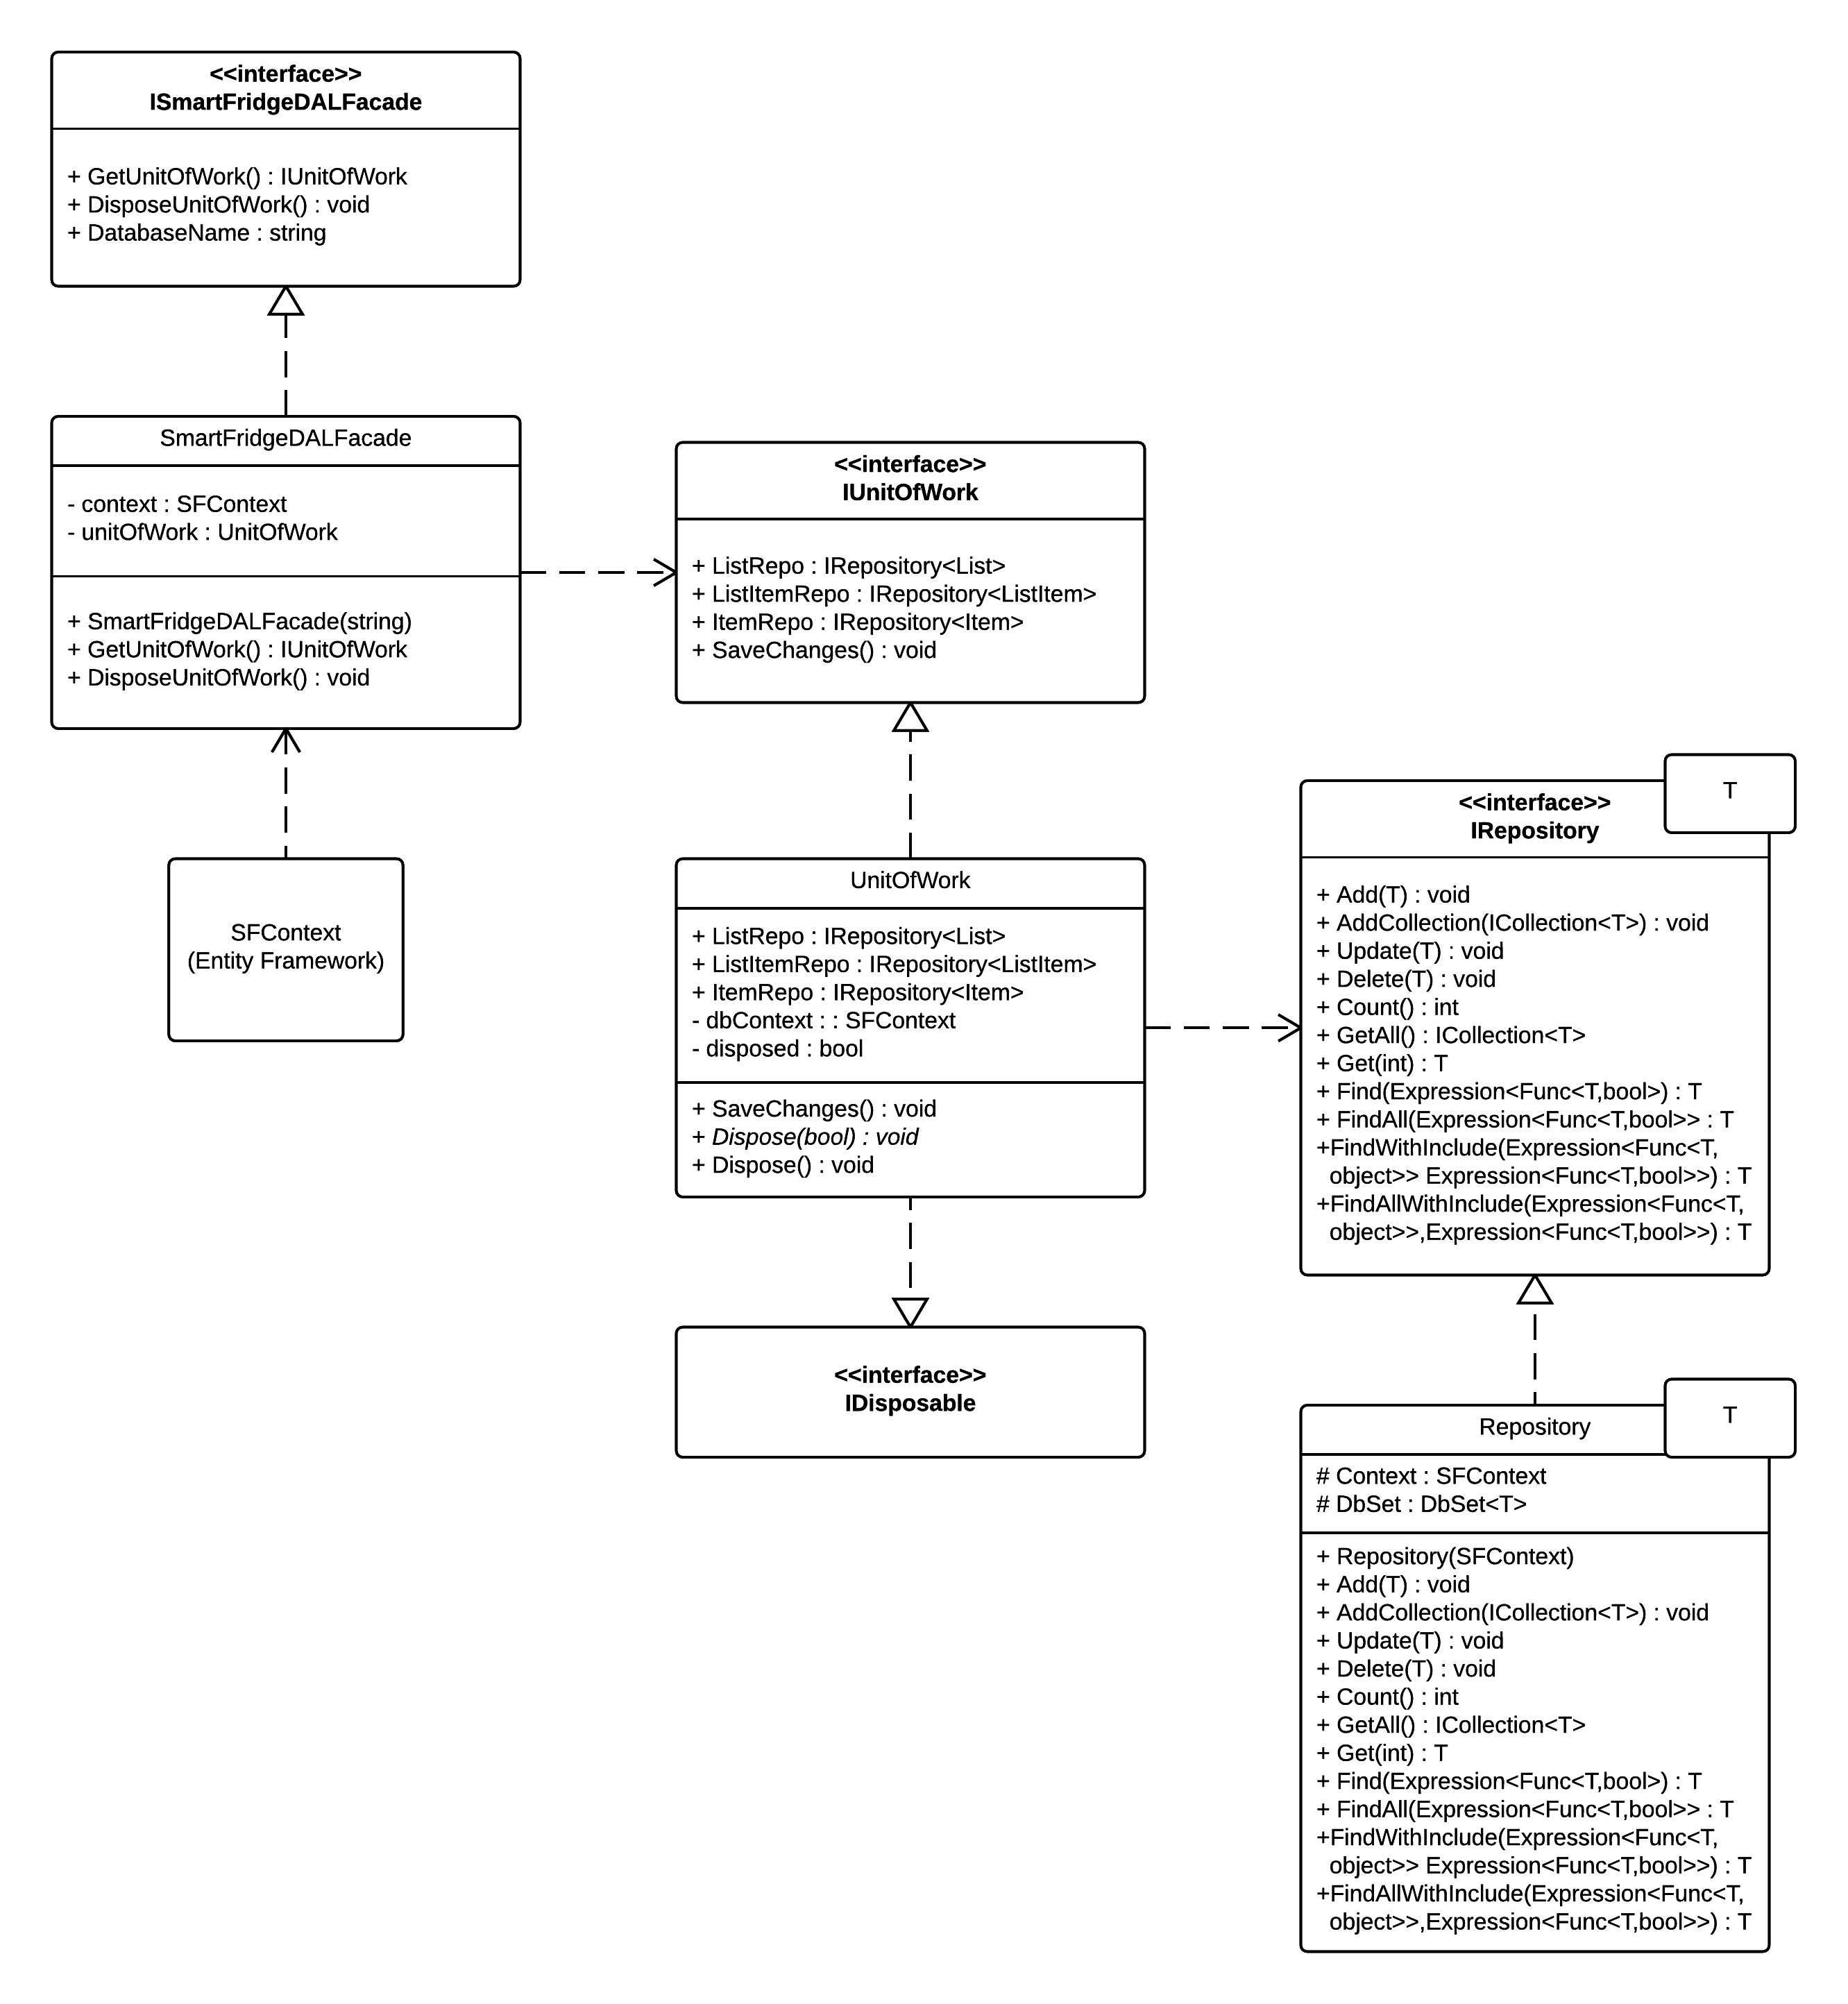 <<interface>>
ISmartFridgeDALFacade
+ GetUnitOfWork() : IUnitOfWork
+ DisposeUnitOfWork() : void
+ DatabaseName : string
SmartFridgeDALFacade
- context : SFContext
- unitOfWork : UnitOfWork
+ SmartFridgeDALFacade(string)
+ GetUnitOfWork() : IUnitOfWork
+ DisposeUnitOfWork() : void
SFContext
(Entity Framework)
<<interface>>
IUnitOfWork
+ ListRepo : IRepository<List>
+ ListItemRepo : IRepository<ListItem>
+ ItemRepo : IRepository<Item>
+ SaveChanges() : void
UnitOfWork
+ ListRepo : IRepository<List>
+ ListItemRepo : IRepository<ListItem>
+ ItemRepo : IRepository<Item>
- dbContext : : SFContext
- disposed : bool
+ SaveChanges() : void
+ Dispose(bool) : void
+ Dispose() : void
<<interface>>
IDisposable
T
<<interface>>
IRepository
+ Add(T) : void
+ AddCollection(ICollection<T>) : void
+ Update(T) : void
+ Delete(T) : void
+ Count() : int
+ GetAll() : ICollection<T>
+ Get(int) : T
+ Find(Expression<Func<T,bool>) : T
+ FindAll(Expression<Func<T,bool>> : T
+FindWithInclude(Expression<Func<T,
object>> Expression<Func<T,bool>>) : T
+FindAllWithInclude(Expression<Func<T,
object>>,Expression<Func<T,bool>>) : T
T
Repository
# Context : SFContext
# DbSet : DbSet<T>
+ Repository(SFContext)
+ Add(T) : void
+ AddCollection(ICollection<T>) : void
+ Update(T) : void
+ Delete(T) : void
+ Count() : int
+ GetAll() : ICollection<T>
+ Get(int) : T
+ Find(Expression<Func<T,bool>) : T
+ FindAll(Expression<Func<T,bool>> : T
+FindWithInclude(Expression<Func<T,
object>> Expression<Func<T,bool>>) : T
+FindAllWithInclude(Expression<Func<T,
object>>,Expression<Func<T,bool>>) : T